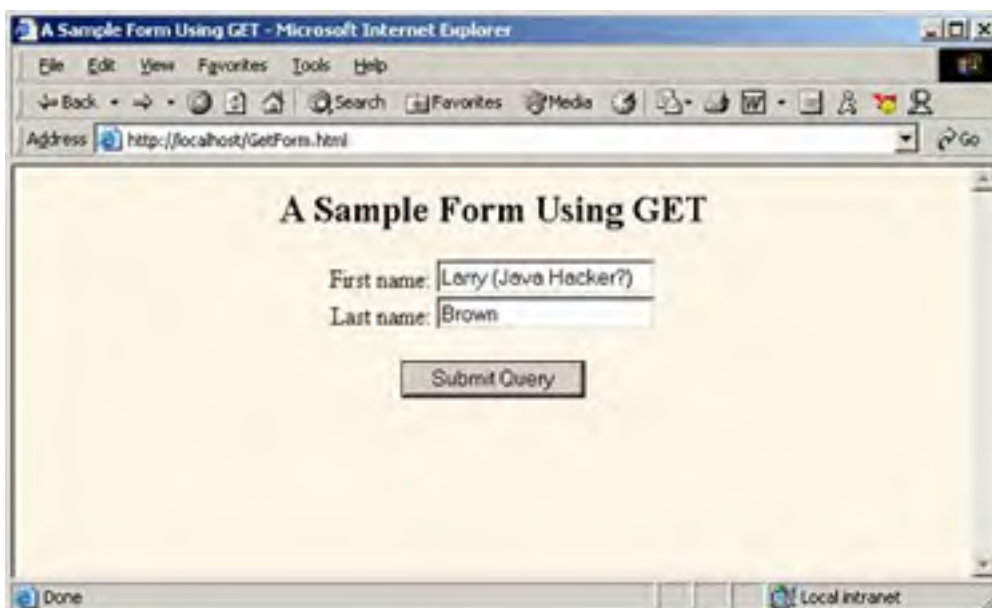 A Sample Form Using GET - Microsoft Internet Explorer
File Edit View Favorites Tools Help
Back Search Favorites Media W
Address http://localhost/GetForm.html Go
A Sample Form Using GET
First name: Larry (Java Hacker?)
Last name: Brown
Submit Query
Done Local intranet